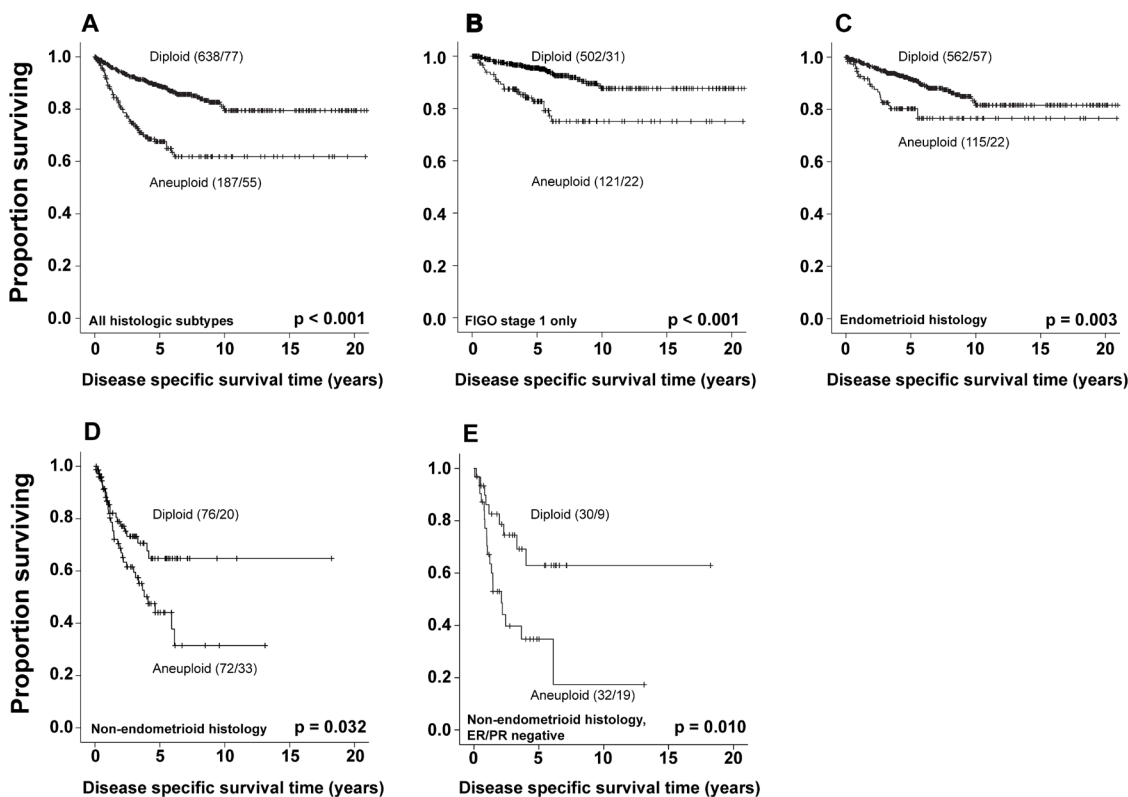 A
Proportion surviving
1.0
0.8
0.6
0.4
0.2
0.0
Diploid (638/77)
Aneuploid (187/55)
All histologic subtypes
p < 0.001
0 5 10 15 20
Disease specific survival time (years)
B
1.0
0.8
0.6
0.4
0.2
0.0
Diploid (502/31)
Aneuploid (121/22)
FIGO stage 1 only
p < 0.001
0 5 10 15 20
Disease specific survival time (years)
C
1.0
0.8
0.6
0.4
0.2
0.0
Diploid (562/57)
Aneuploid (115/22)
Endometrioid histology
p = 0.003
0 5 10 15 20
Disease specific survival time (years)
D
Proportion surviving
1.0
0.8
0.6
0.4
0.2
0.0
Diploid (76/20)
Aneuploid (72/33)
Non-endometrioid histology
p = 0.032
0 5 10 15 20
Disease specific survival time (years)
E
1.0
0.8
0.6
0.4
0.2
0.0
Diploid (30/9)
Aneuploid (32/19)
Non-endometrioid histology,
ER/PR negative
p = 0.010
0 5 10 15 20
Disease specific survival time (years)